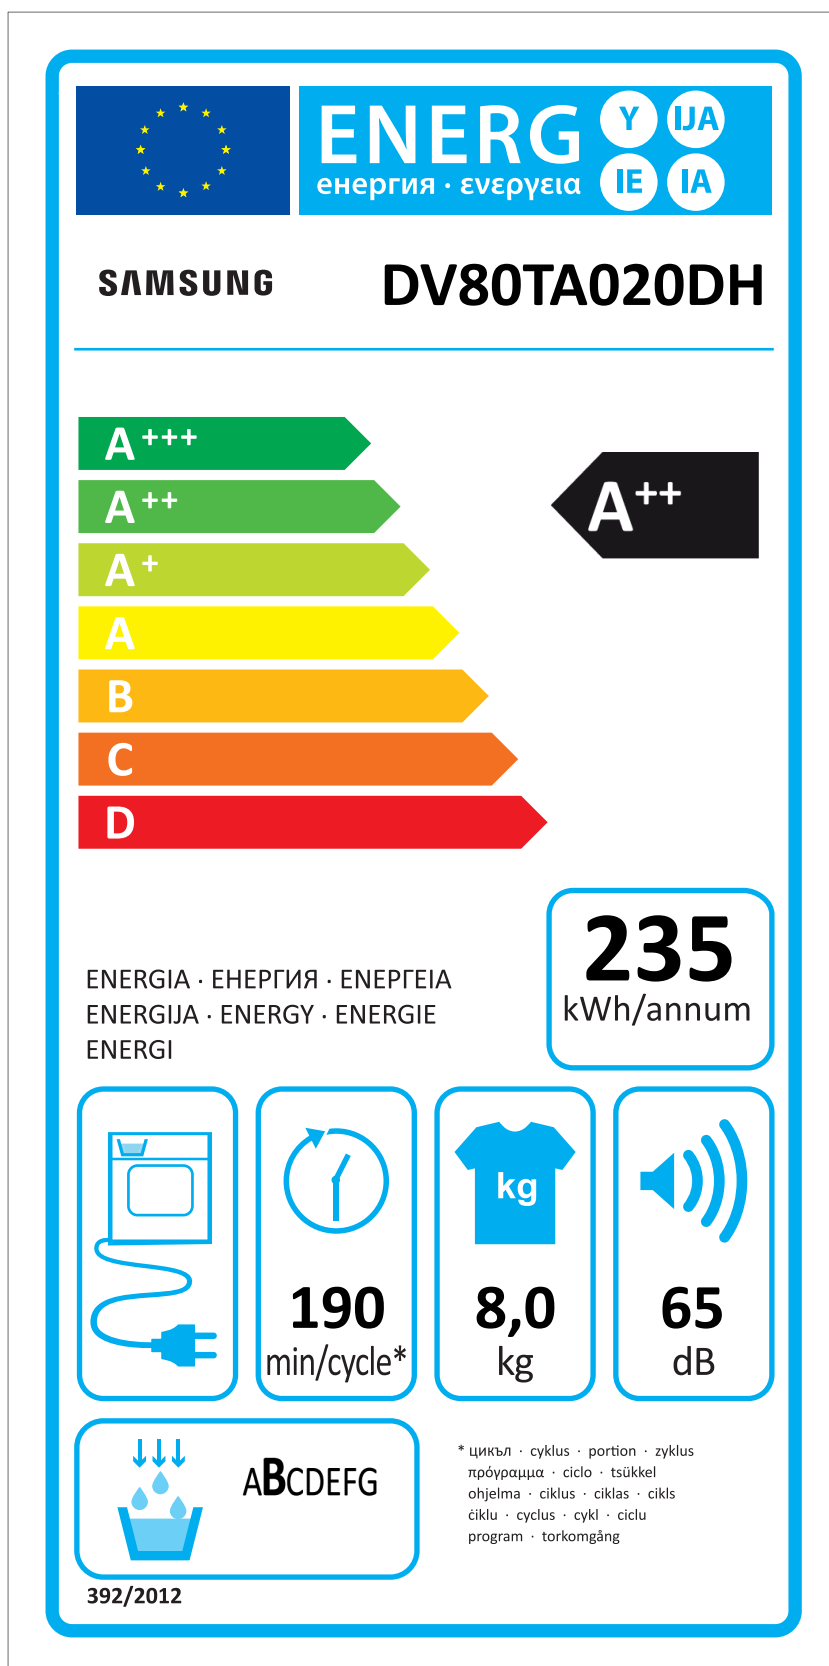 ENERG Y IJA
енергия · ενεργεια IE IA
SAMSUNG DV80TA020DH
A+++
A++
A++
A+
A
B
C
D
235
kWh/annum
ENERGIA · ЕНЕРГИЯ · ΕΝΕΡΓΕΙΑ
ENERGIJA · ENERGY · ENERGIE
ENERGI
kg
190
min/cycle*
8,0
kg
65
dB
ABCDEFG
* цикъл · cyklus · portion · zyklus
πρόγραμμα · ciclo · tsükkel
ohjelma · ciklus · ciklas · cikls
ċiklu · cyclus · cykl · ciclu
program · torkomgång
392/2012